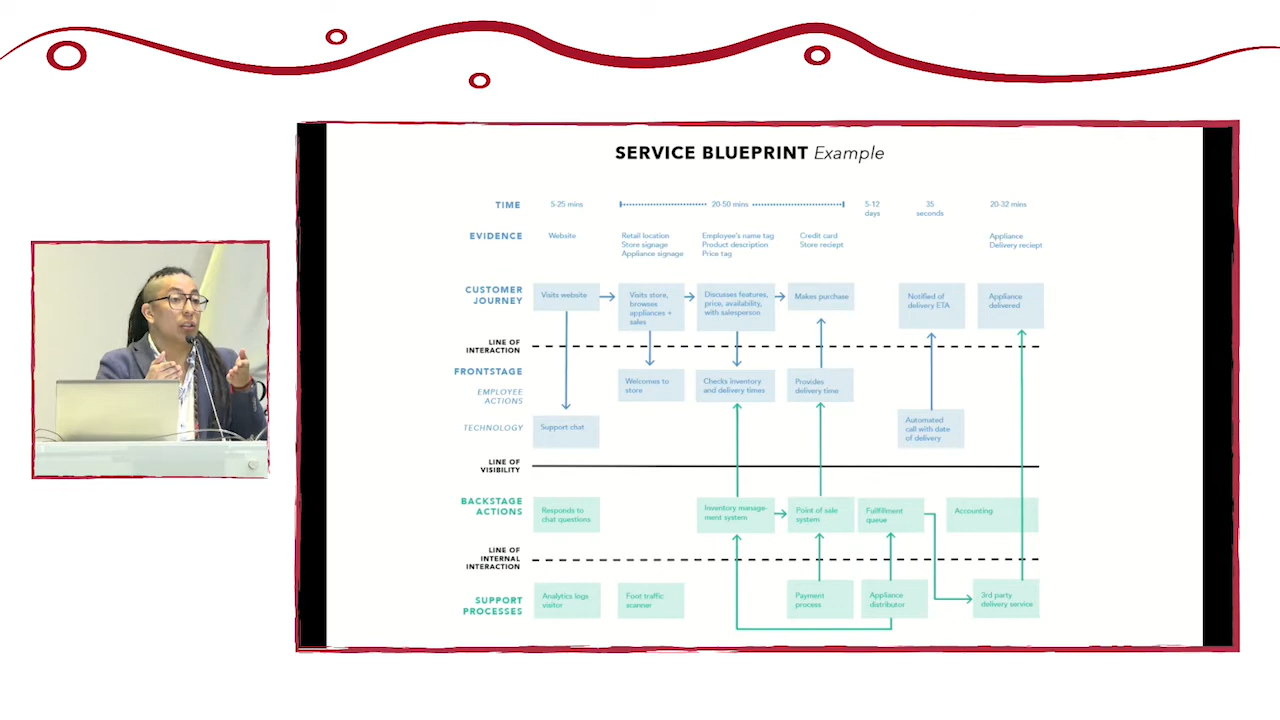 SERVICE BLUEPRINT Example
TIME
5-25 mins
20-50 mins
5-12
days
35
seconds
20-32 mins
EVIDENCE
Website
Retail location
Store signage
Appliance signage
Employee's name tag
Product description
Price tag
Credit card
Store reciept
Appliance
Delivery reciept
CUSTOMER
JOURNEY
Visits website
Visits store,
browses
appliances +
sales
Discusses features,
price, availability,
with salesperson
Makes purchase
Notified of
delivery ETA
Appliance
delivered
LINE OF
INTERACTION
FRONTSTAGE
EMPLOYEE
ACTIONS
Welcomes to
store
Checks inventory
and delivery times
Provides
delivery time
TECHNOLOGY
Support chat
Automated
call with date
of delivery
LINE OF
VISIBILITY
BACKSTAGE
ACTIONS
Responds to
chat questions
Inventory manage-
ment system
Point of sale
system
Fulfillment
queue
Accounting
LINE OF
INTERNAL
INTERACTION
SUPPORT
PROCESSES
Analytics logs
visitor
Foot traffic
scanner
Payment
process
Appliance
distributor
3rd party
delivery service